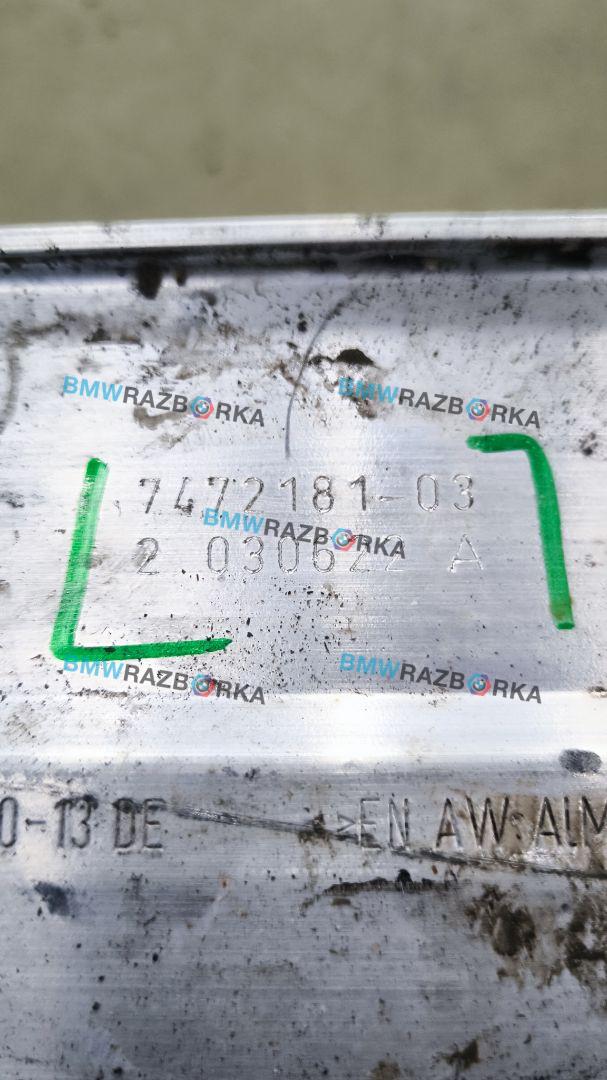 BMWRAZBORKA BMWRAZBORKA
7472181-03
BMWRAZBORKA
2 030622 A
BMWRAZBORKA BMWRAZBORKA
0-13 DE >EN AW-ALM